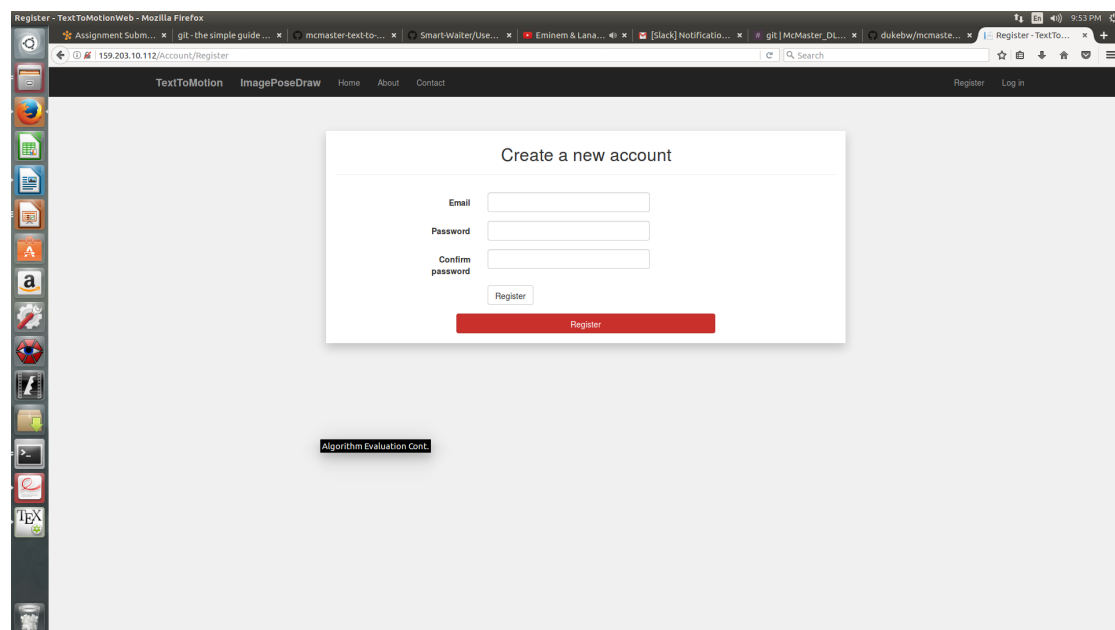 Register - TextToMotionWeb - Mozilla Firefox
En
9:53 PM
Assignment Subm...
git - the simple guide ...
mcmaster-text-to-...
Smart-Waiter/Use...
Eminem & Lana...
[Slack] Notificatio...
git | McMaster_DL...
dukebw/mcmaste...
Register - TextTo...
159.203.10.112/Account/Register
Search
TextToMotion ImagePoseDraw Home About Contact Register Log in
Create a new account
Email
Password
Confirm
password
Register
Register
Algorithm Evaluation Cont.
a
TEX